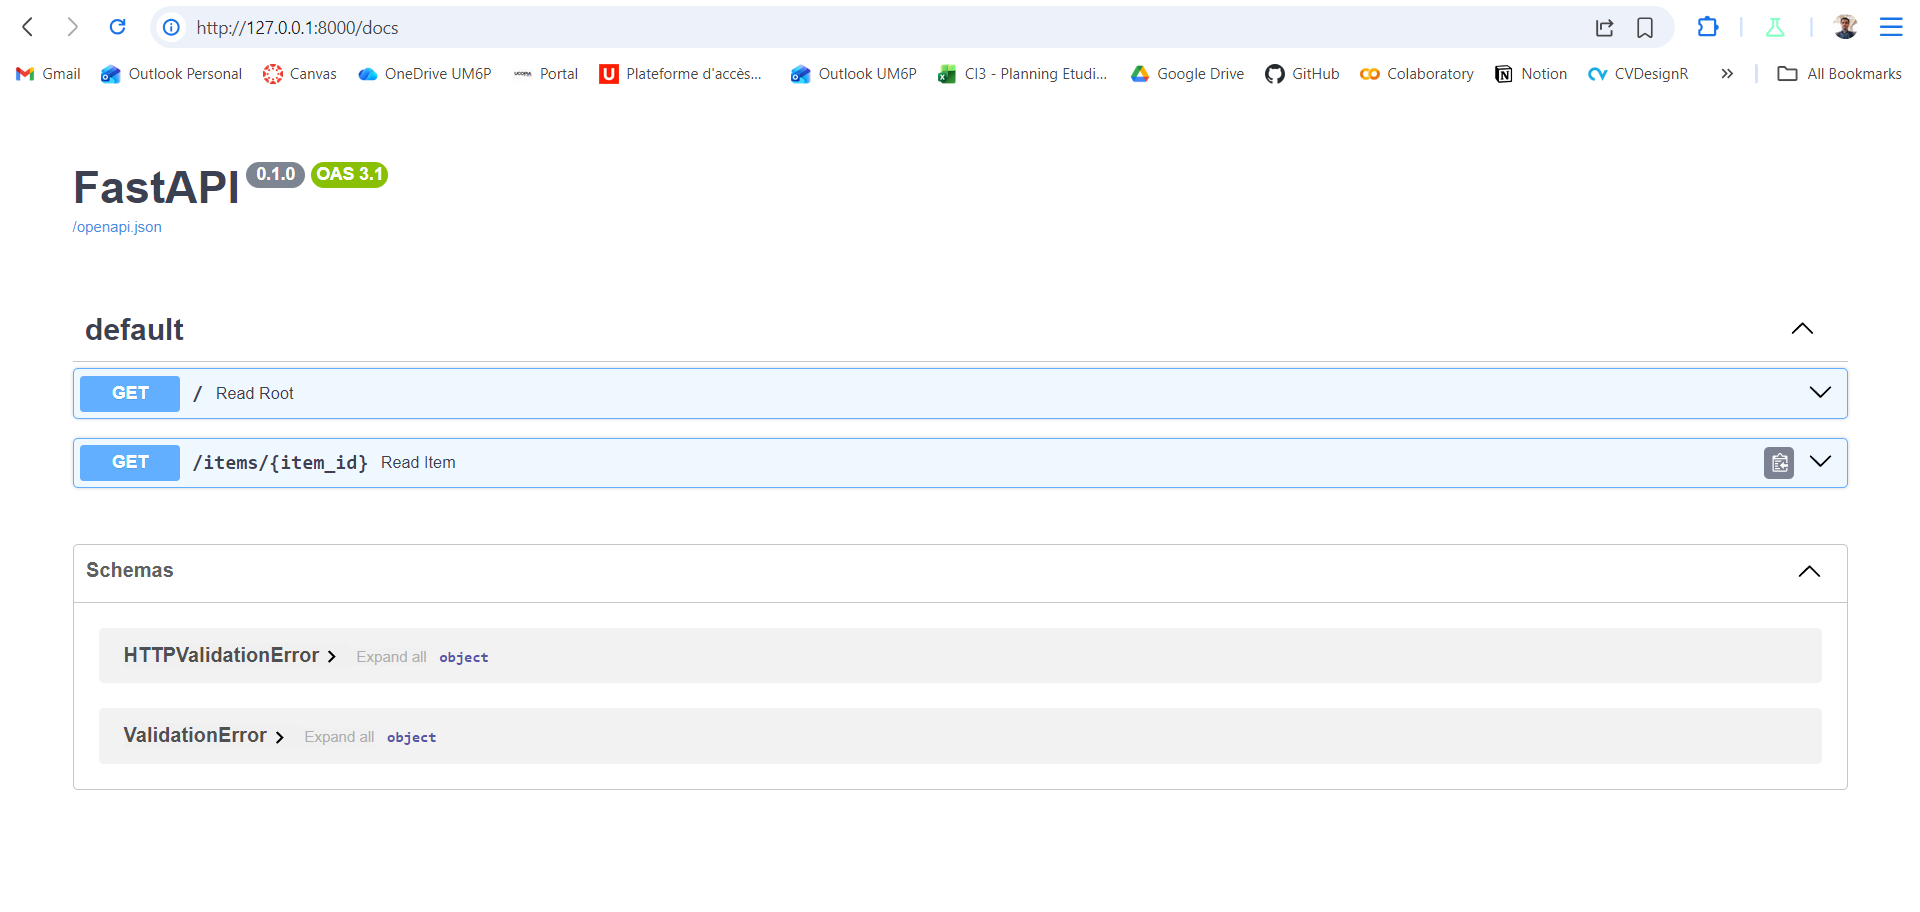 http://127.0.0.1:8000/docs
Gmail Outlook Personal Canvas OneDrive UM6P UCOPIA Portal U Plateforme d'accès... Outlook UM6P CI3 - Planning Etudi... Google Drive GitHub Colaboratory Notion CVDesignR » All Bookmarks
FastAPI 0.1.0 OAS 3.1
/openapi.json
default
GET / Read Root
GET /items/{item_id} Read Item
Schemas
HTTPValidationError > Expand all object
ValidationError > Expand all object